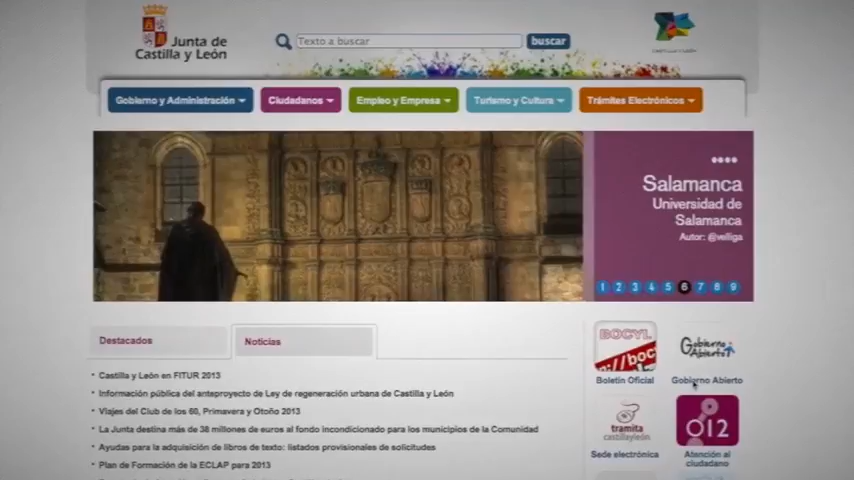 Junta de
Castilla y León
Texto a buscar
buscar
CASTILLA Y LEÓN
Gobierno y Administración
Ciudadanos
Empleo y Empresa
Turismo y Cultura
Trámites Electrónicos
Salamanca
Universidad de
Salamanca
Autor: @velliga
1 2 3 4 5 6 7 8 9
Destacados
Noticias
Castilla y León en FITUR 2013
Información pública del anteproyecto de Ley de regeneración urbana de Castilla y León
Viajes del Club de los 60, Primavera y Otoño 2013
La Junta destina más de 38 millones de euros al fondo incondicionado para los municipios de la Comunidad
Ayudas para la adquisición de libros de texto: listados provisionales de solicitudes
Plan de Formación de la ECLAP para 2013
BOCYL
://boc
Boletín Oficial
Gobierno
Abierto
Gobierno Abierto
tramita
castillayleón
Sede electrónica
012
Atención al
ciudadano